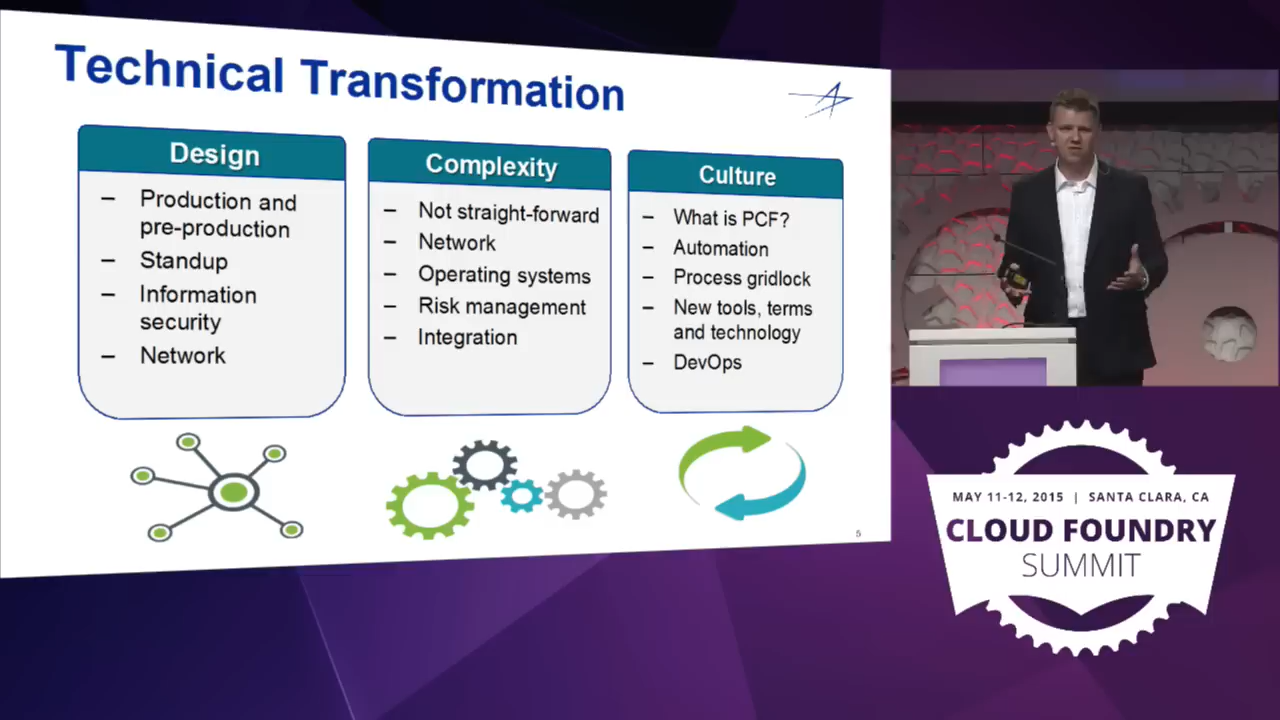 Technical Transformation
Design
– Production and
pre-production
– Standup
– Information
security
– Network
Complexity
– Not straight-forward
– Network
– Operating systems
– Risk management
– Integration
Culture
– What is PCF?
– Automation
– Process gridlock
– New tools, terms
and technology
– DevOps
5
MAY 11-12, 2015 | SANTA CLARA, CA
CLOUD FOUNDRY
SUMMIT